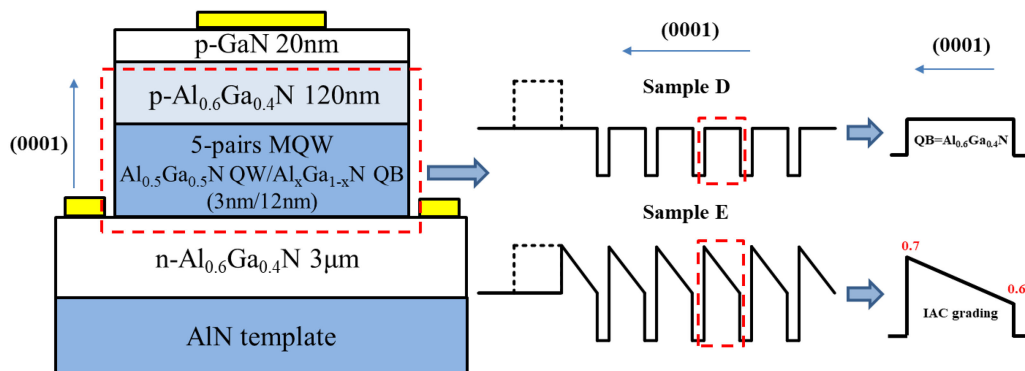 p-GaN 20nm
p-Al₀.₆Ga₀.₄N 120nm
(0001)
5-pairs MQW
Al₀.₅Ga₀.₅N QW/AlₓGa₁₋ₓN QB
(3nm/12nm)
n-Al₀.₆Ga₀.₄N 3μm
AlN template
(0001)
Sample D
Sample E
(0001)
QB=Al₀.₆Ga₀.₄N
0.7
0.6
IAC grading